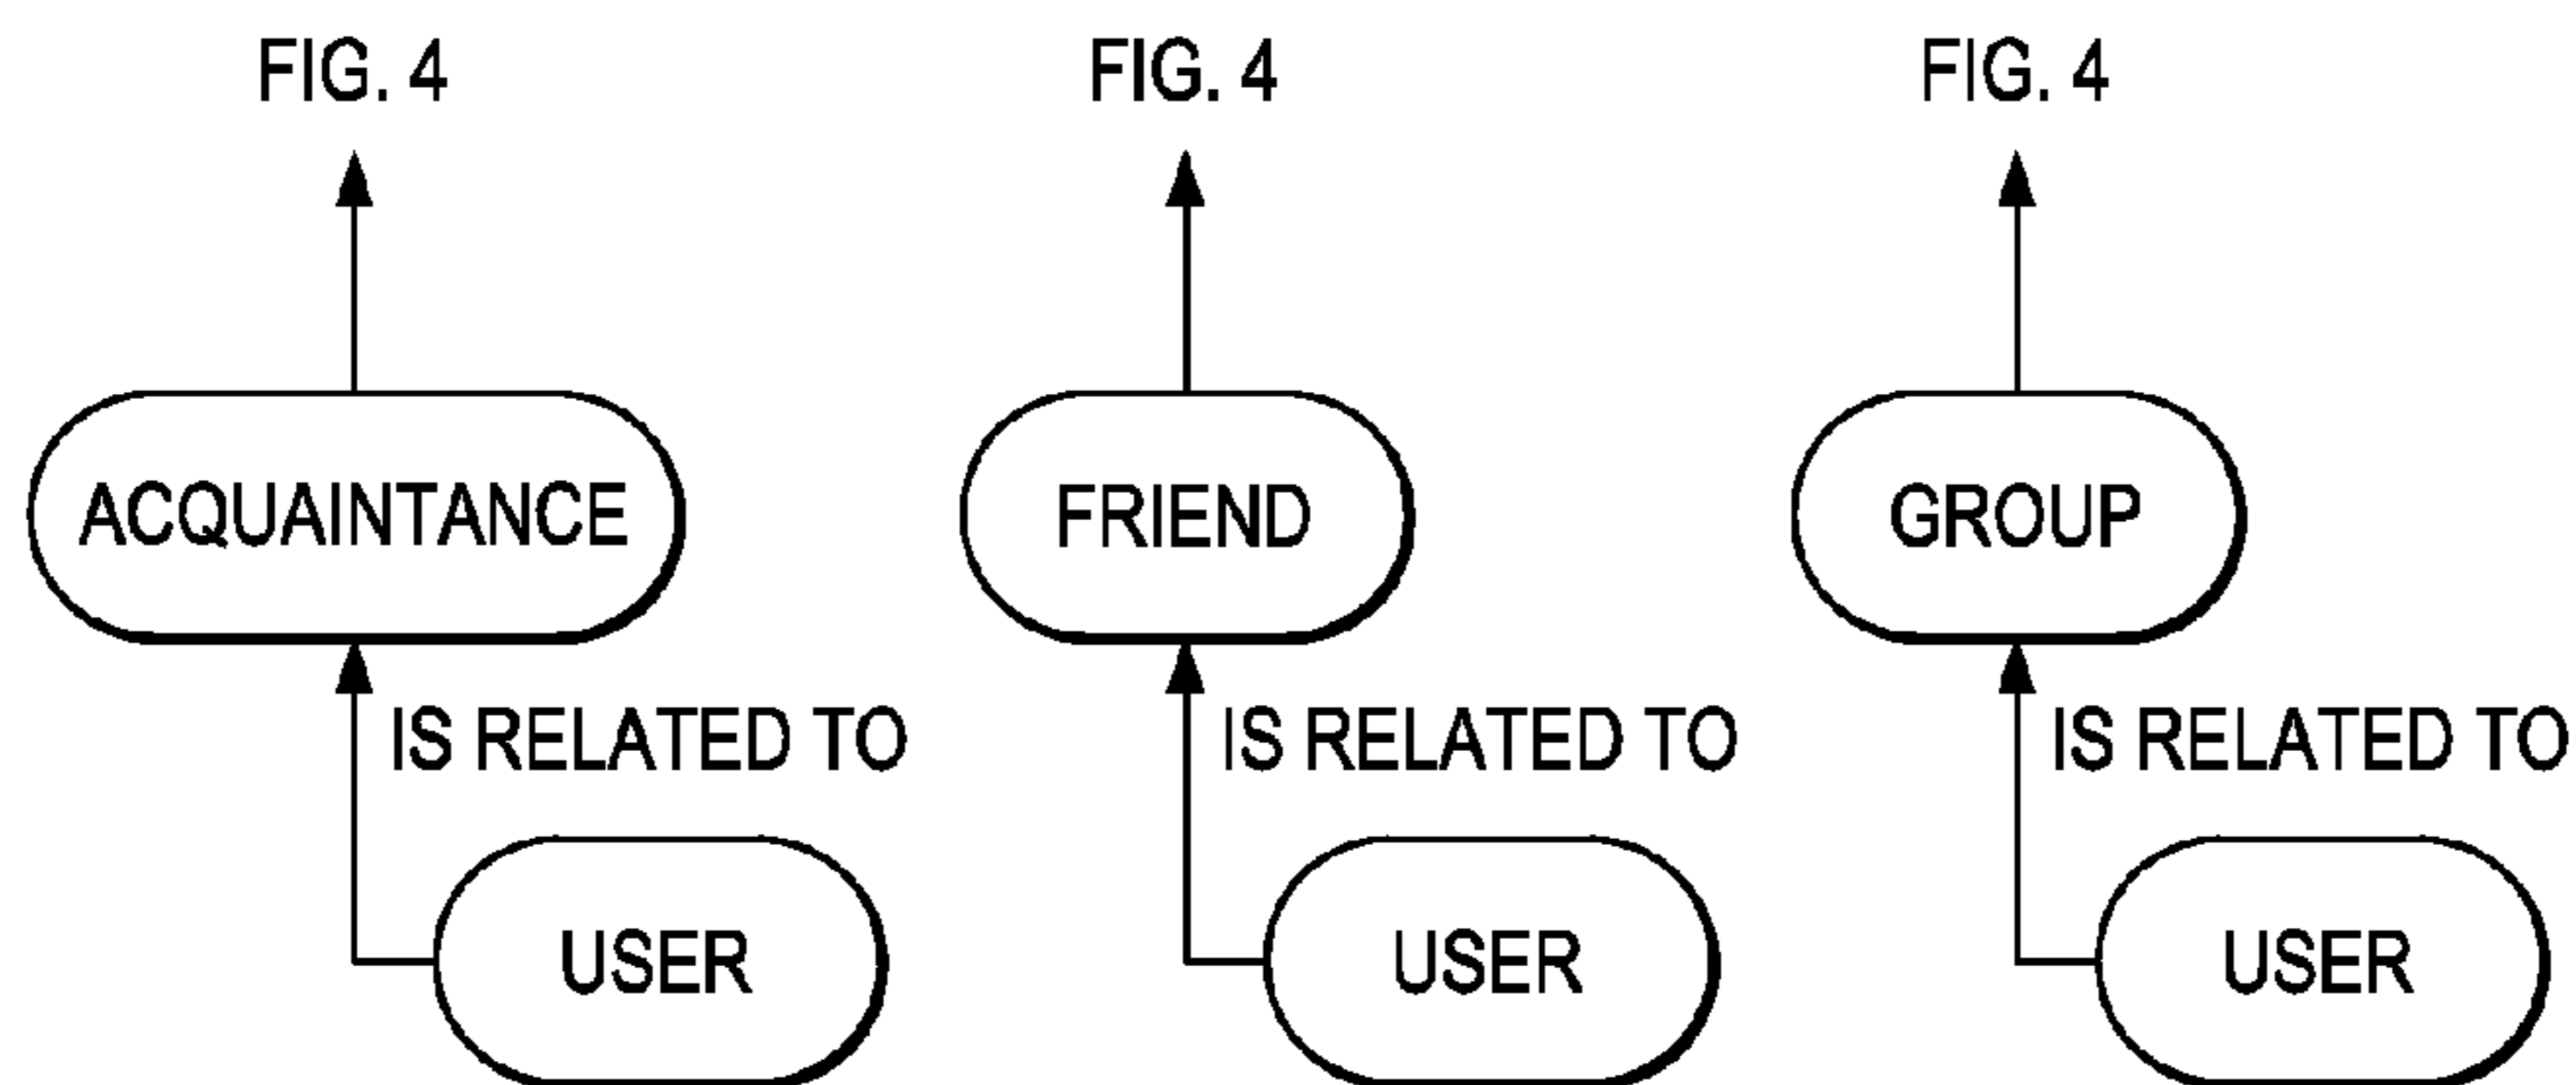 FIG. 4 FIG. 4 FIG. 4
ACQUAINTANCE FRIEND GROUP
IS RELATED TO IS RELATED TO IS RELATED TO
USER USER USER